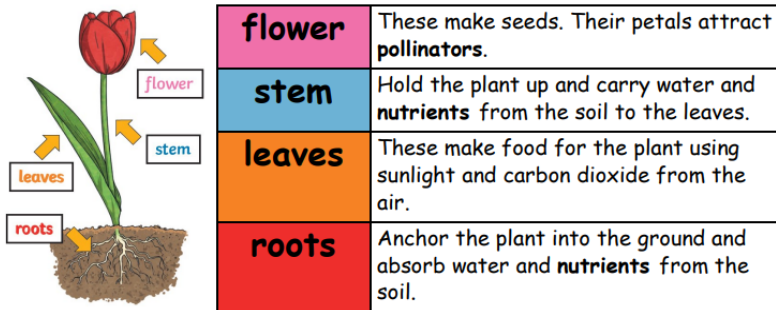 flower
stem
leaves
roots
flower
These make seeds. Their petals attract
pollinators.
stem
Hold the plant up and carry water and
nutrients from the soil to the leaves.
leaves
These make food for the plant using
sunlight and carbon dioxide from the
air.
roots
Anchor the plant into the ground and
absorb water and nutrients from the
soil.